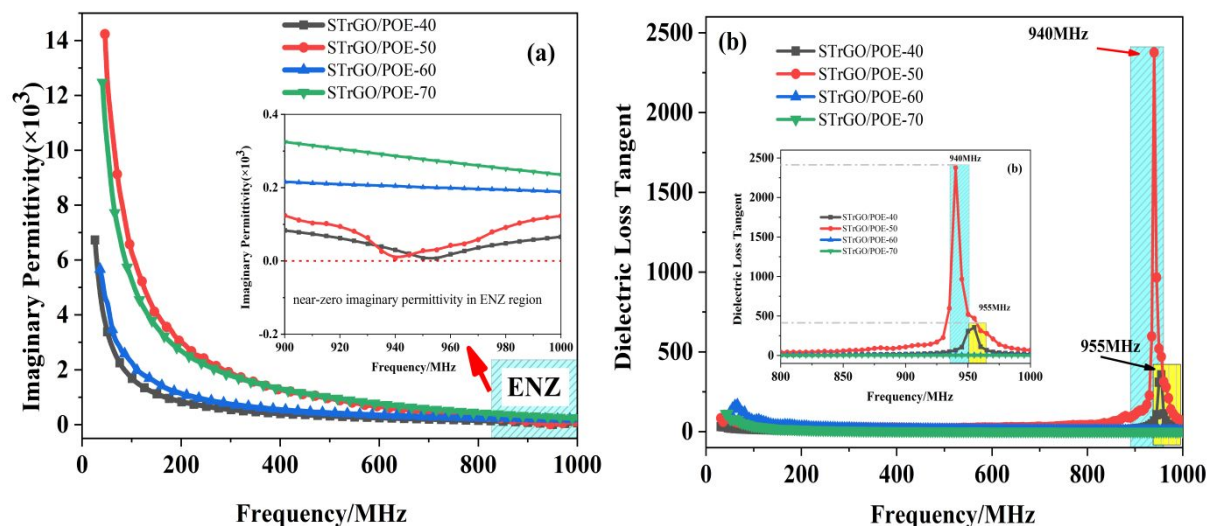 (a)
STrGO/POE-40
STrGO/POE-50
STrGO/POE-60
STrGO/POE-70
Imaginary Permittivity(×10³)
14
12
10
8
6
4
2
0
0
200
400
600
800
1000
Frequency/MHz
ENZ
Imaginary Permittivity(×10³)
0.4
0.2
0.0
-0.2
near-zero imaginary permittivity in ENZ region
900
920
940
960
980
1000
Frequency/MHz
(b)
STrGO/POE-40
STrGO/POE-50
STrGO/POE-60
STrGO/POE-70
940MHz
955MHz
Dielectric Loss Tangent
2500
2000
1500
1000
500
0
0
200
400
600
800
1000
Frequency/MHz
Dielectric Loss Tangent
2500
2000
1500
1000
500
0
940MHz
(b)
STrGO/POE-40
STrGO/POE-50
STrGO/POE-60
STrGO/POE-70
955MHz
800
850
900
950
1000
Frequency/MHz